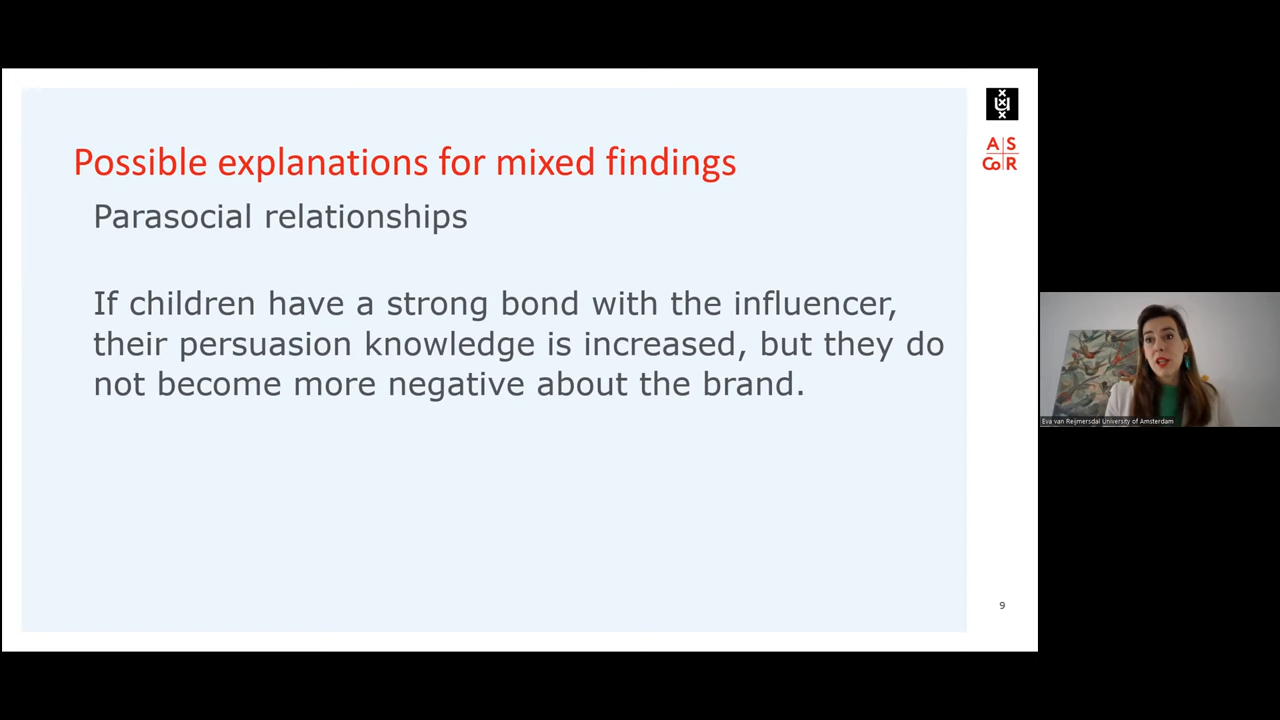 Possible explanations for mixed findings
Parasocial relationships
If children have a strong bond with the influencer,
their persuasion knowledge is increased, but they do
not become more negative about the brand.
9
X
U
X
X
A|S
Co|R
Eva van Reijmersdal University of Amsterdam